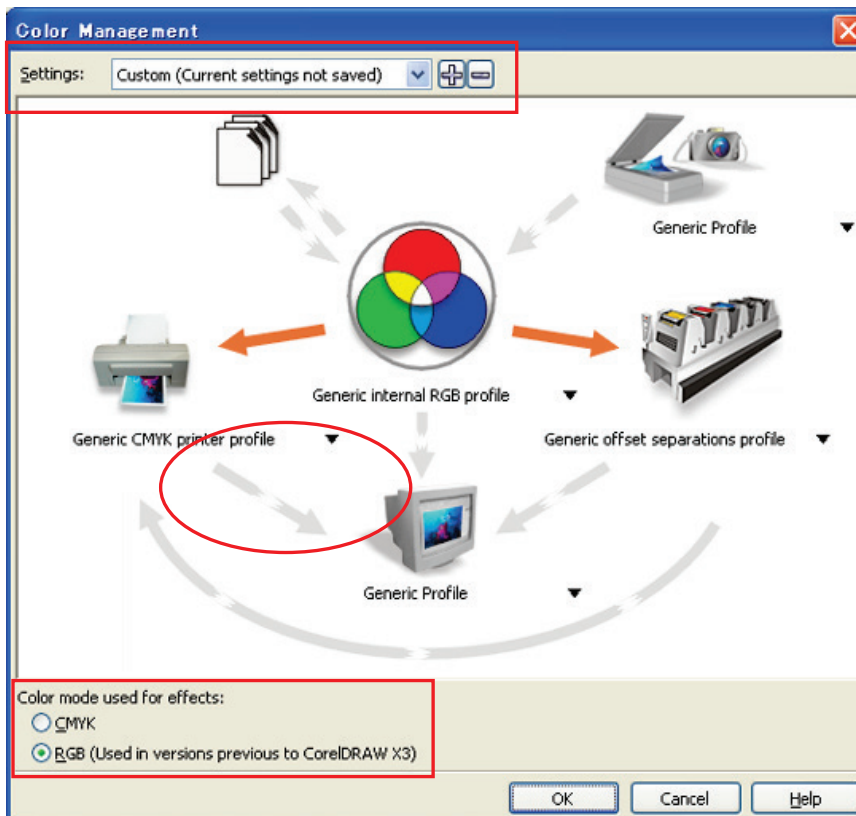 Color Management
Settings: Custom (Current settings not saved)
Generic Profile
Generic internal RGB profile
Generic CMYK printer profile
Generic offset separations profile
Generic Profile
Color mode used for effects:
CMYK
RGB (Used in versions previous to CorelDRAW X3)
OK Cancel Help